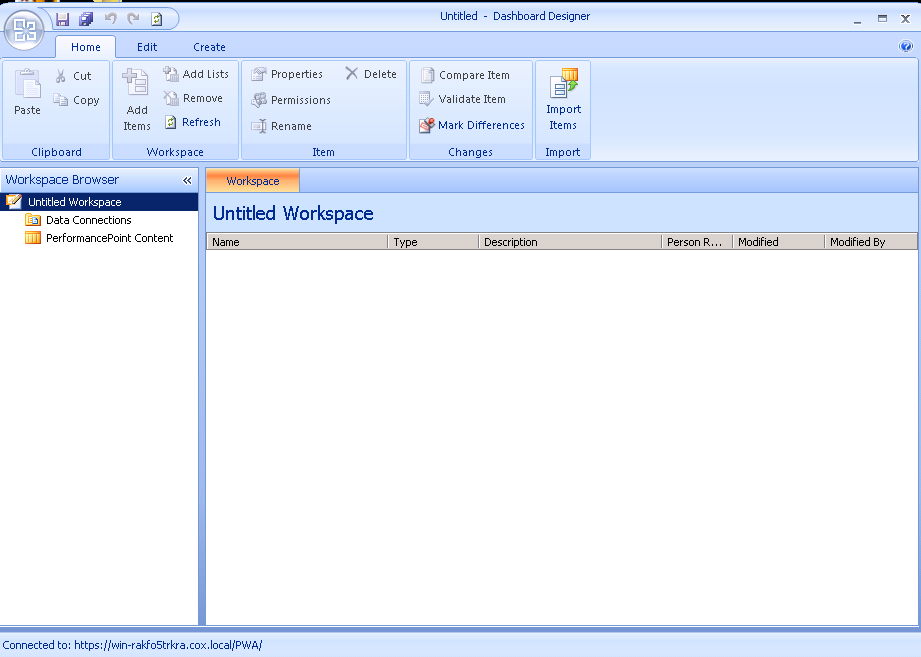 Untitled - Dashboard Designer
Home Edit Create
Paste
Cut
Copy
Clipboard
Add
Items
Add Lists
Remove
Refresh
Workspace
Properties
Permissions
Rename
Delete
Item
Compare Item
Validate Item
Mark Differences
Changes
Import
Items
Import
Workspace Browser «
Untitled Workspace
Data Connections
PerformancePoint Content
Workspace
Untitled Workspace
Name Type Description Person R... Modified Modified By
Connected to: https://win-rakfo5trkra.cox.local/PWA/